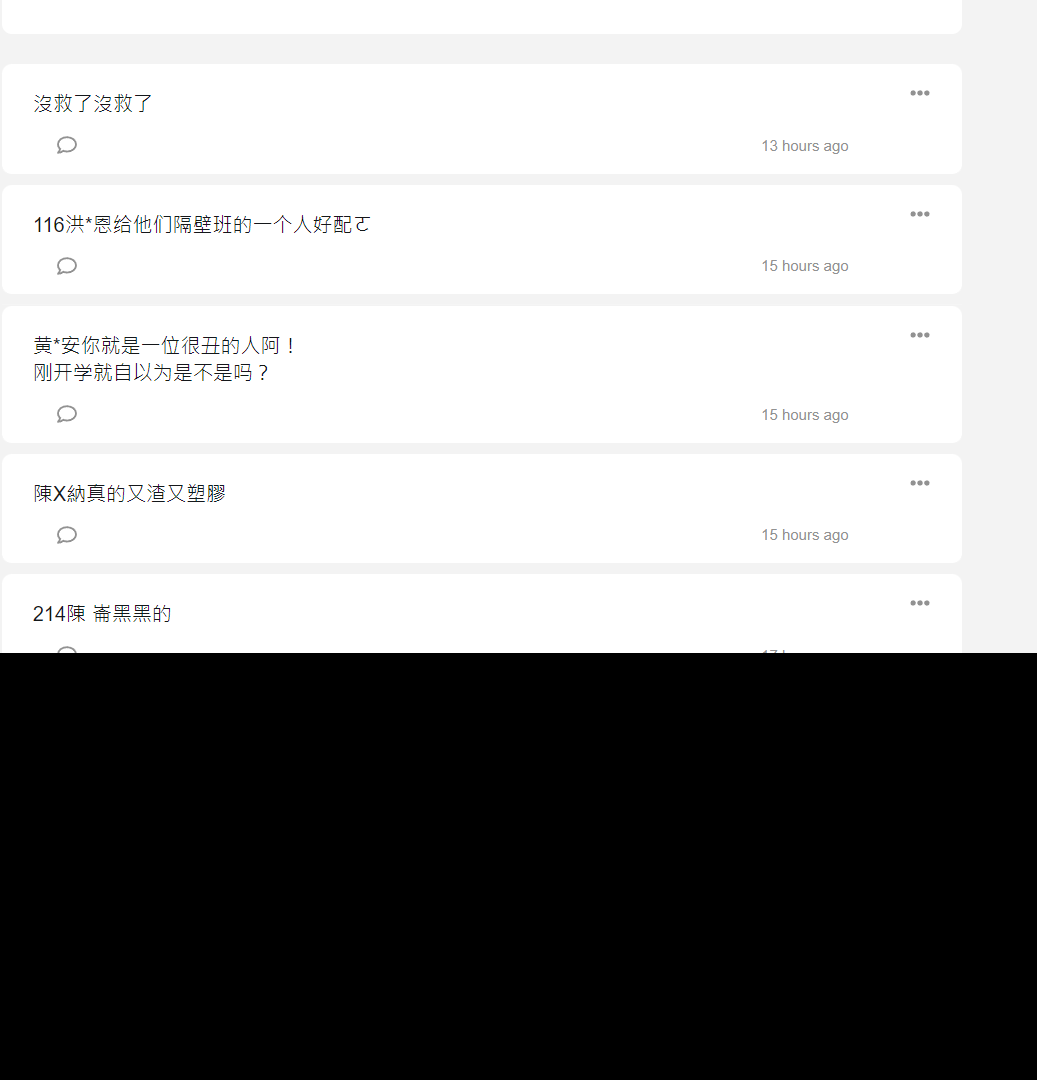 沒救了沒救了
13 hours ago
116洪*恩给他们隔壁班的一个人好配ㄛ
15 hours ago
黄*安你就是一位很丑的人阿！
刚开学就自以为是不是吗？
15 hours ago
陳X納真的又渣又塑膠
15 hours ago
214陳 崙黑黑的